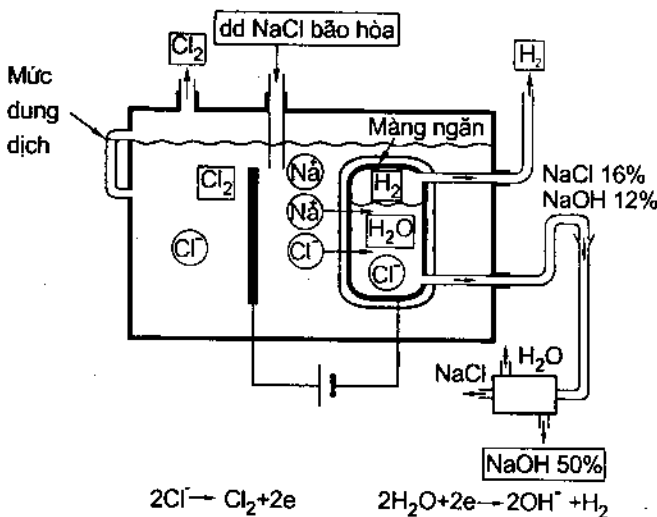 dd NaCl bão hòa
Cl₂
H₂
Mức
dung
dịch
Màng ngăn
NaCl 16%
NaOH 12%
Cl₂
Na⁺
H₂
Na⁺
H₂O
Cl⁻
Cl⁻
Cl⁻
H₂O
NaCl
NaOH 50%
2Cl⁻ → Cl₂+2e
2H₂O+2e → 2OH⁻ +H₂